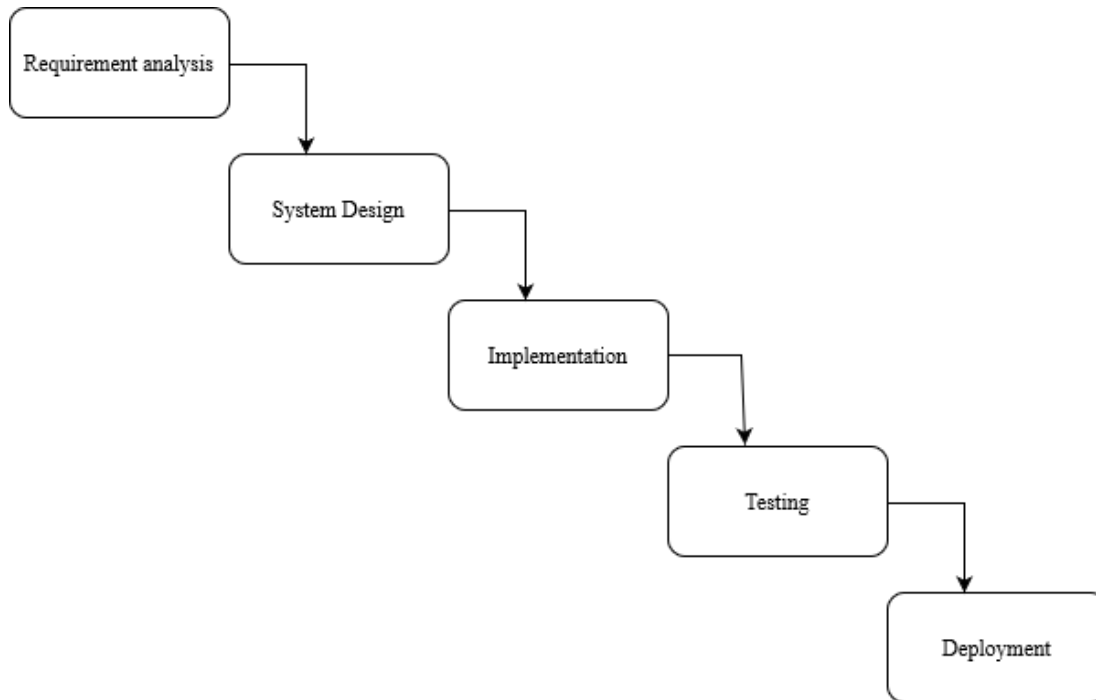 Requirement analysis
System Design
Implementation
Testing
Deployment